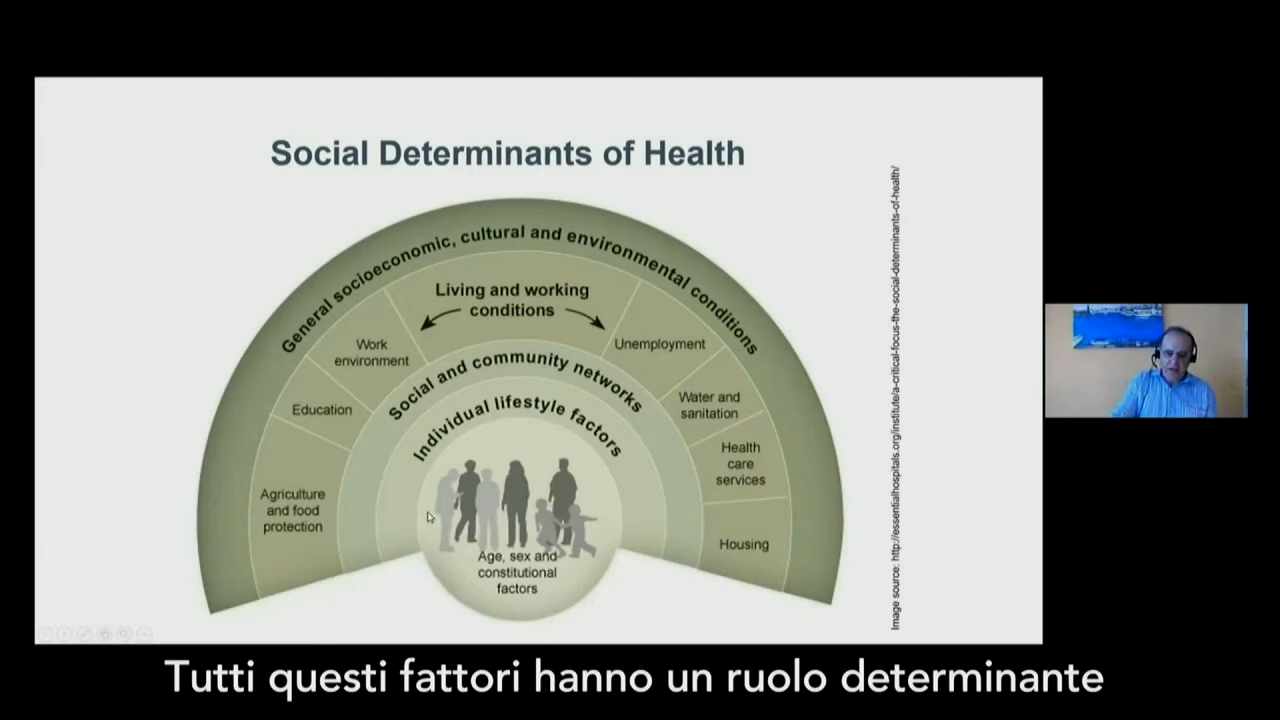 Social Determinants of Health
General socioeconomic, cultural and environmental conditions
Living and working
conditions
Work
environment
Unemployment
Social and community networks
Education
Water and
sanitation
Individual lifestyle factors
Health
care
services
Agriculture
and food
protection
Housing
Age, sex and
constitutional
factors
Image source: http://essentialhospitals.org/institute/a-critical-focus-the-social-determinants-of-health/
Tutti questi fattori hanno un ruolo determinante